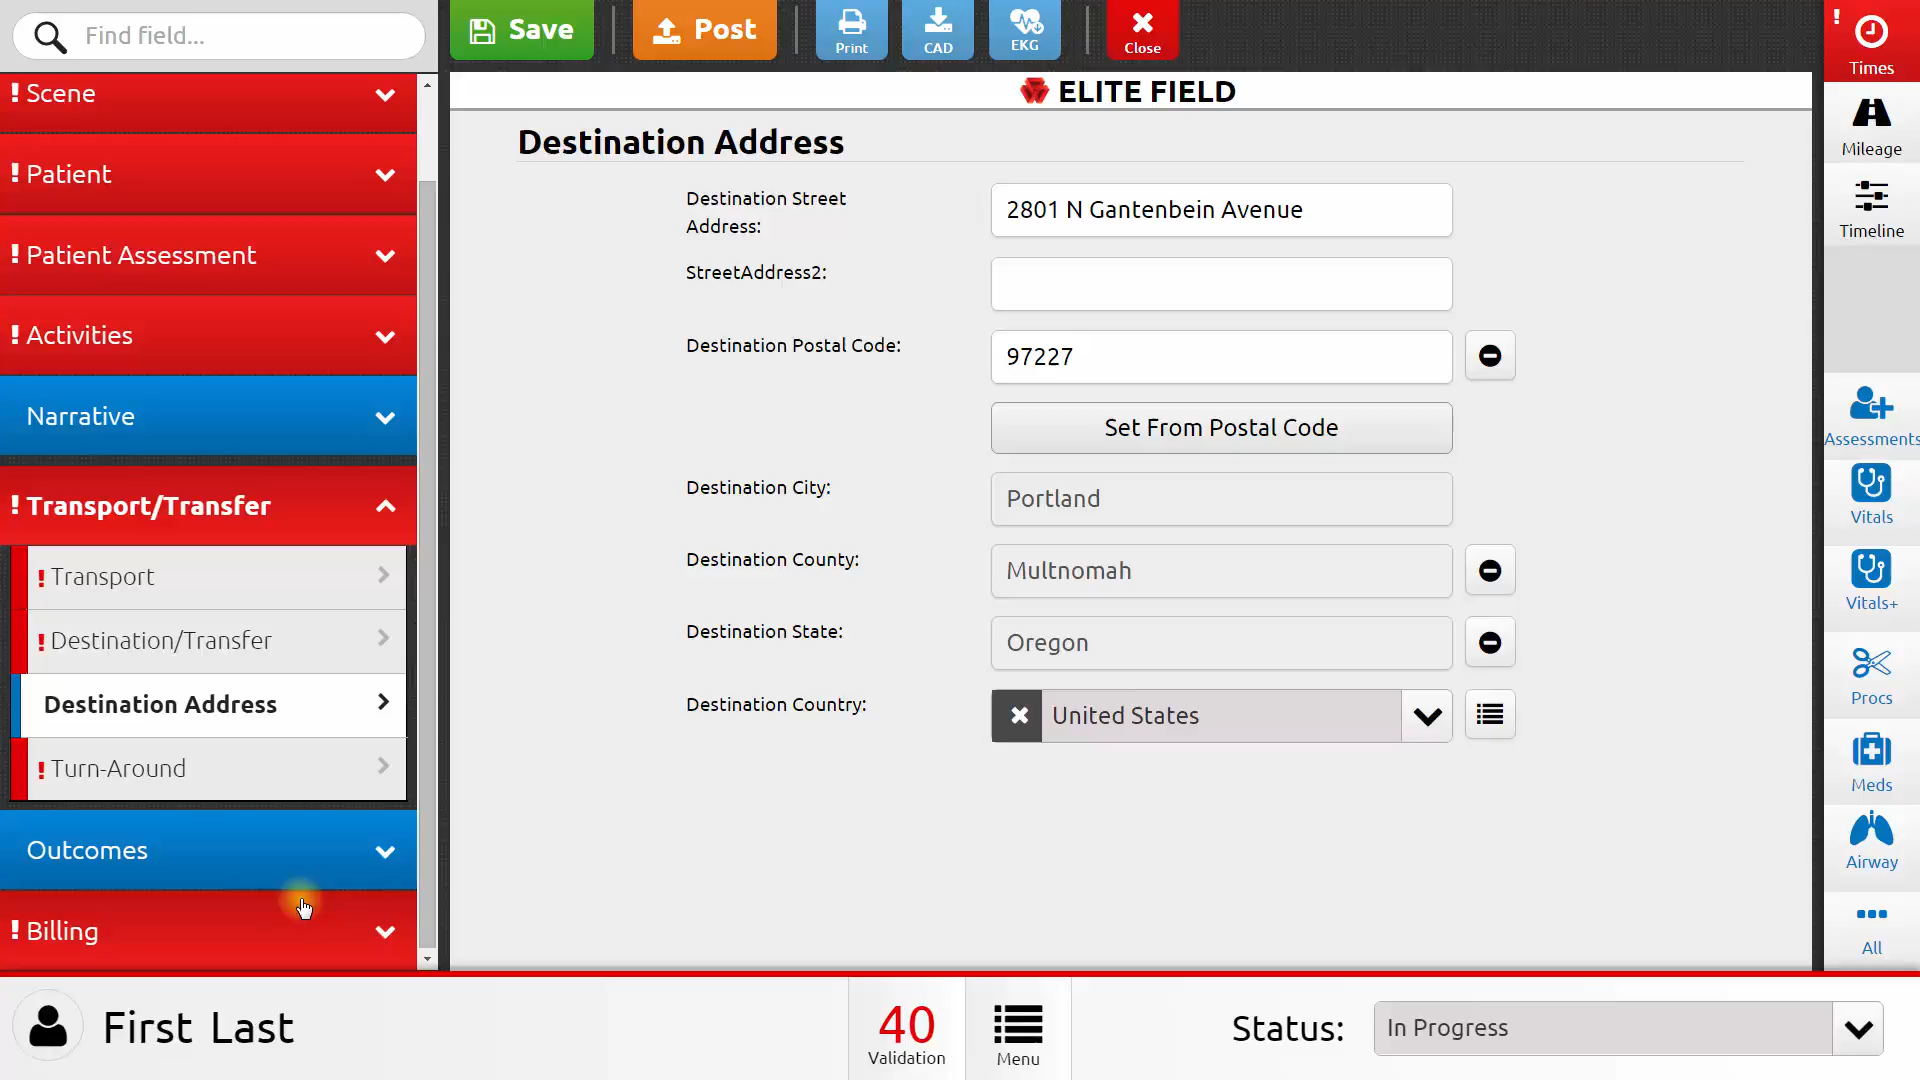 Find field...
Save
Post
Print
CAD
EKG
Close
! Times
ELITE FIELD
! Scene
! Patient
! Patient Assessment
! Activities
Narrative
! Transport/Transfer
! Transport
! Destination/Transfer
Destination Address
! Turn-Around
Outcomes
! Billing
Destination Address
Destination Street
Address:
2801 N Gantenbein Avenue
StreetAddress2:
Destination Postal Code:
97227
Set From Postal Code
Destination City:
Portland
Destination County:
Multnomah
Destination State:
Oregon
Destination Country:
United States
Mileage
Timeline
Assessments
Vitals
Vitals+
Procs
Meds
Airway
All
First Last
40
Validation
Menu
Status:
In Progress